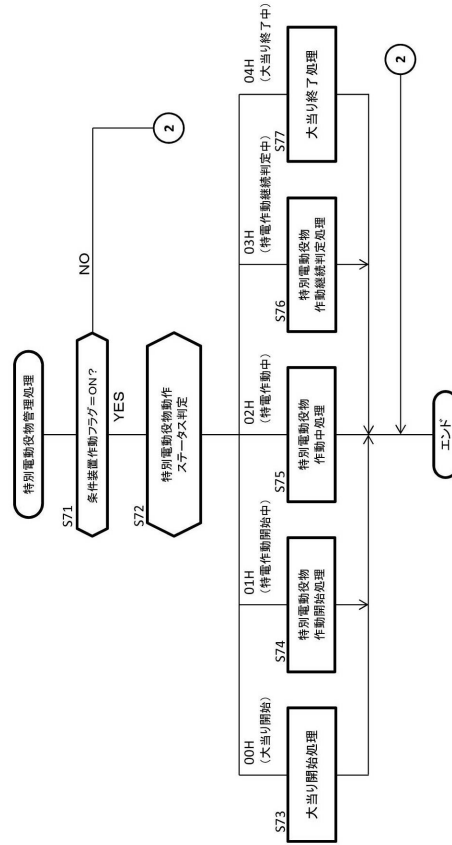 特別電動役物管理処理
S71
条件装置作動フラグ=ON?
NO
2
YES
S72
特別電動役物動作
ステータス判定
00H
(大当り開始)
01H
(特電作動開始中)
02H
(特電作動中)
03H
(特電作動継続判定中)
04H
(大当り終了中)
S73
大当り開始処理
S74
特別電動役物
作動開始処理
S75
特別電動役物
作動中処理
S76
特別電動役物
作動継続判定処理
S77
大当り終了処理
2
エンド